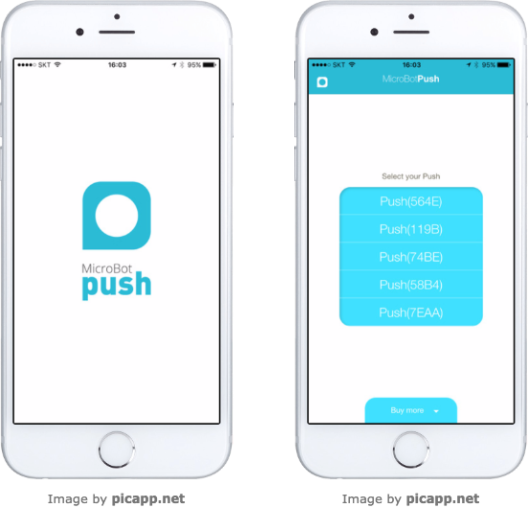 SKT 16:03 95%
MicroBot
push
Image by picapp.net
SKT 16:03 95%
MicroBotPush
Select your Push
Push(564E)
Push(119B)
Push(74BE)
Push(58B4)
Push(7EAA)
Buy more
Image by picapp.net